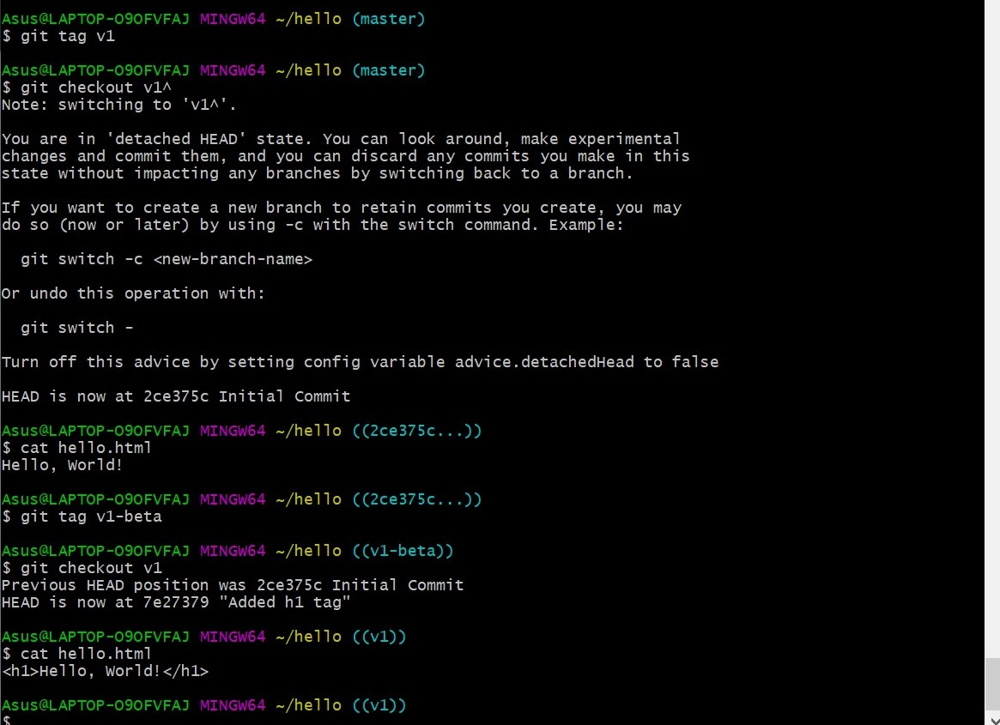 Asus@LAPTOP-O9OFVFAJ MINGW64 ~/hello (master)
$ git tag v1
Asus@LAPTOP-O9OFVFAJ MINGW64 ~/hello (master)
$ git checkout v1^
Note: switching to 'v1^'.
You are in 'detached HEAD' state. You can look around, make experimental
changes and commit them, and you can discard any commits you make in this
state without impacting any branches by switching back to a branch.
If you want to create a new branch to retain commits you create, you may
do so (now or later) by using -c with the switch command. Example:
git switch -c <new-branch-name>
Or undo this operation with:
git switch -
Turn off this advice by setting config variable advice.detachedHead to false
HEAD is now at 2ce375c Initial Commit
Asus@LAPTOP-O9OFVFAJ MINGW64 ~/hello ((2ce375c...))
$ cat hello.html
Hello, World!
Asus@LAPTOP-O9OFVFAJ MINGW64 ~/hello ((2ce375c...))
$ git tag v1-beta
Asus@LAPTOP-O9OFVFAJ MINGW64 ~/hello ((v1-beta))
$ git checkout v1
Previous HEAD position was 2ce375c Initial Commit
HEAD is now at 7e27379 "Added h1 tag"
Asus@LAPTOP-O9OFVFAJ MINGW64 ~/hello ((v1))
$ cat hello.html
<h1>Hello, World!</h1>
Asus@LAPTOP-O9OFVFAJ MINGW64 ~/hello ((v1))
$